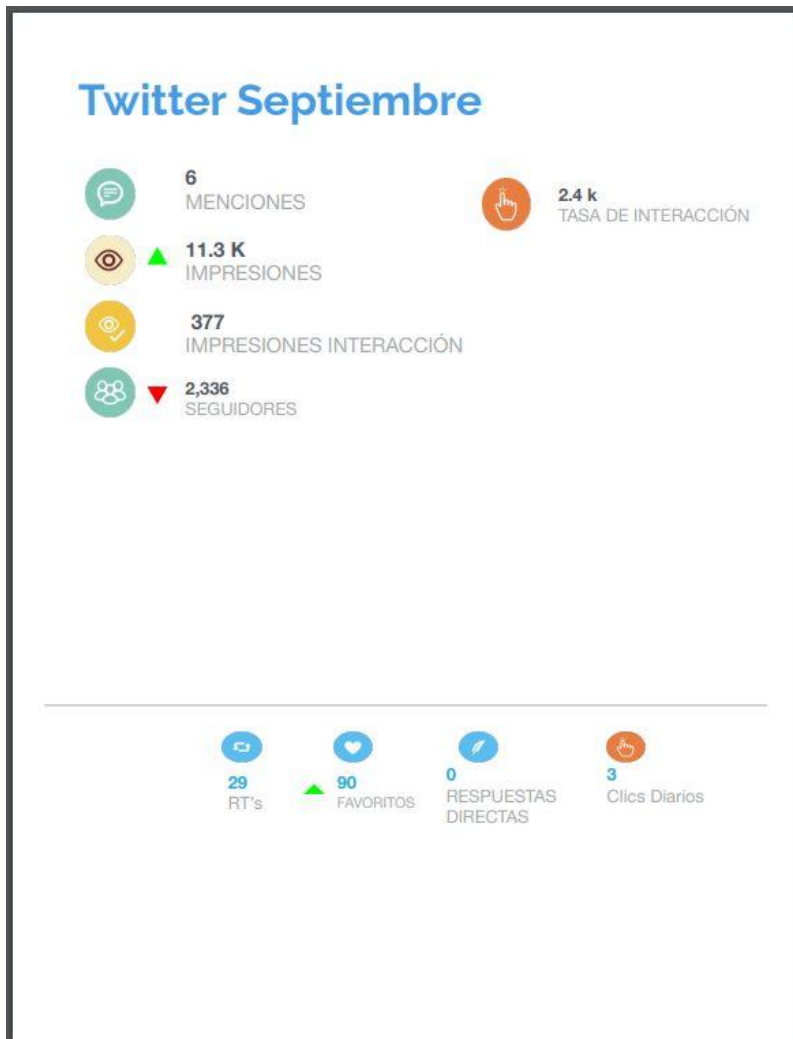 Twitter Septiembre
6
MENCIONES
2.4 k
TASA DE INTERACCIÓN
11.3 K
IMPRESIONES
377
IMPRESIONES INTERACCIÓN
2,336
SEGUIDORES
29
RT's
90
FAVORITOS
0
RESPUESTAS
DIRECTAS
3
Clics Diarios